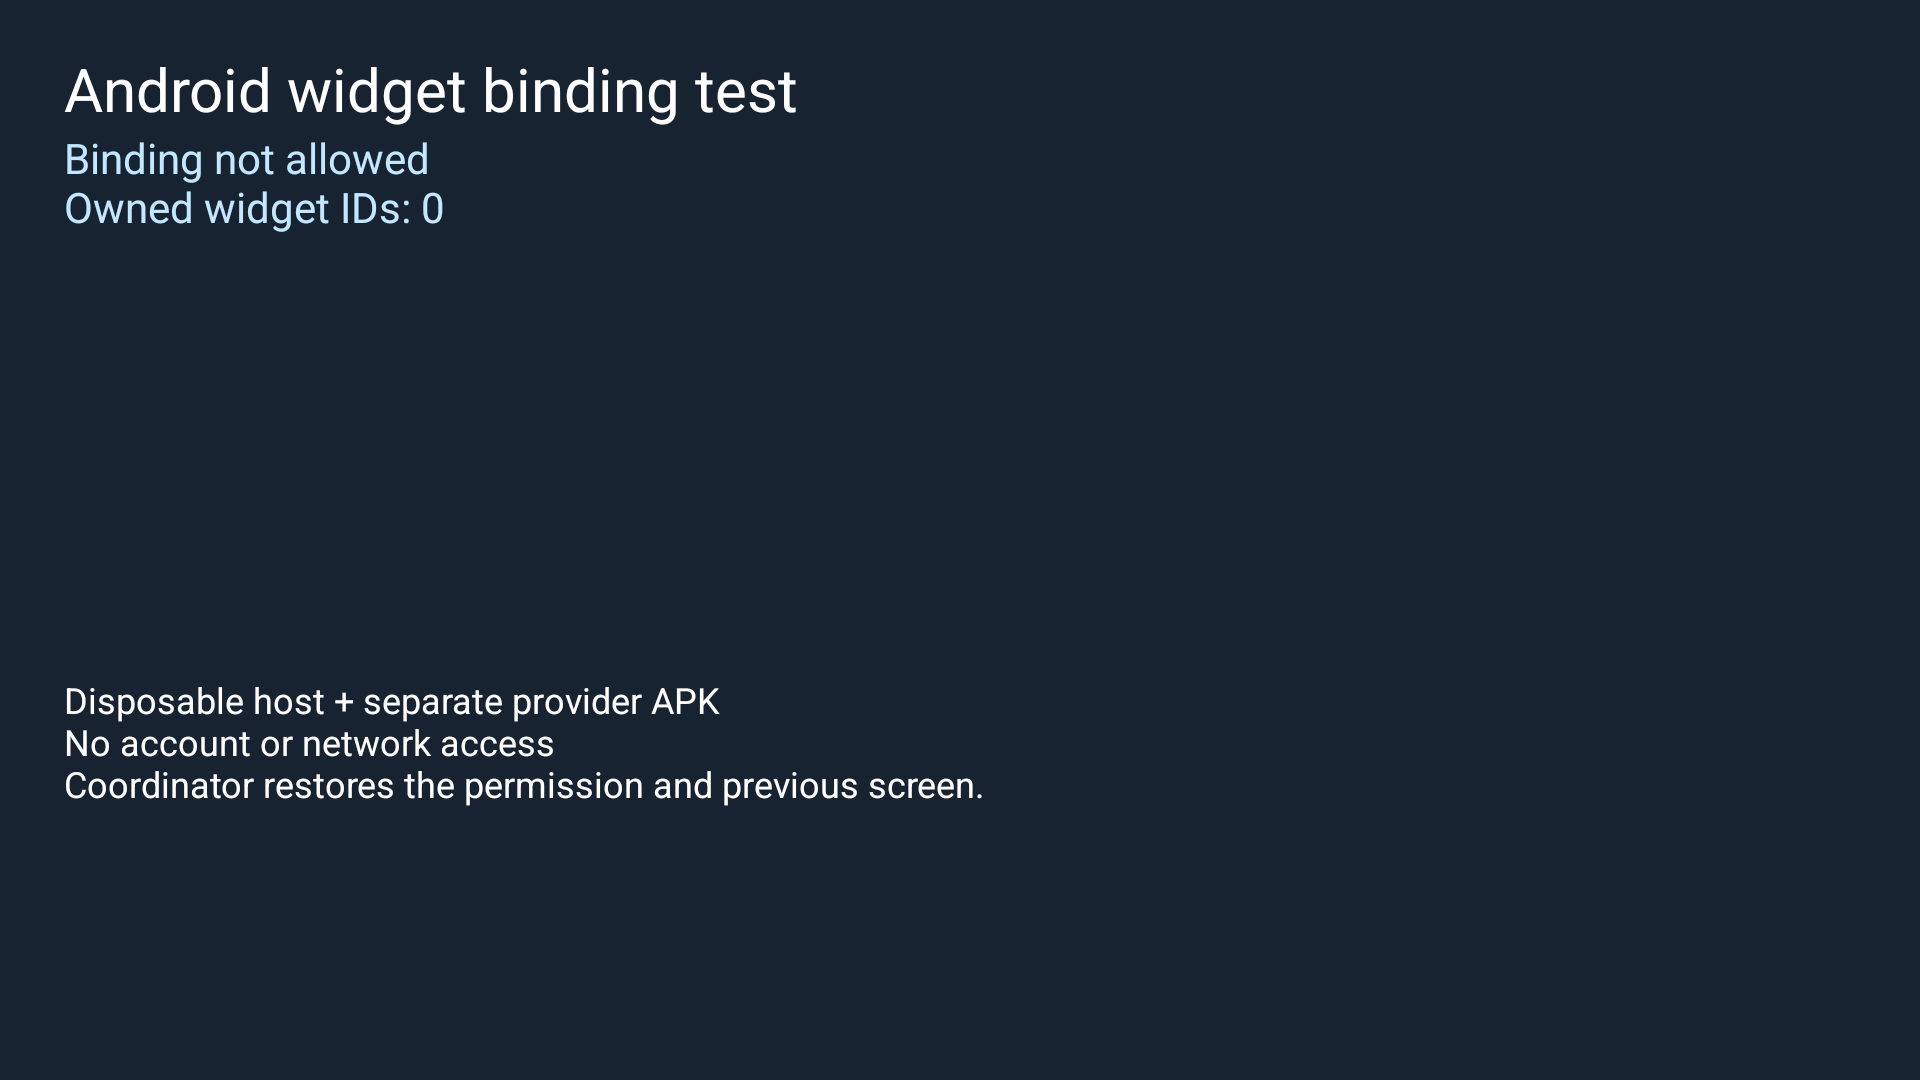 Android widget binding test
Binding not allowed
Owned widget IDs: 0
Disposable host + separate provider APK
No account or network access
Coordinator restores the permission and previous screen.